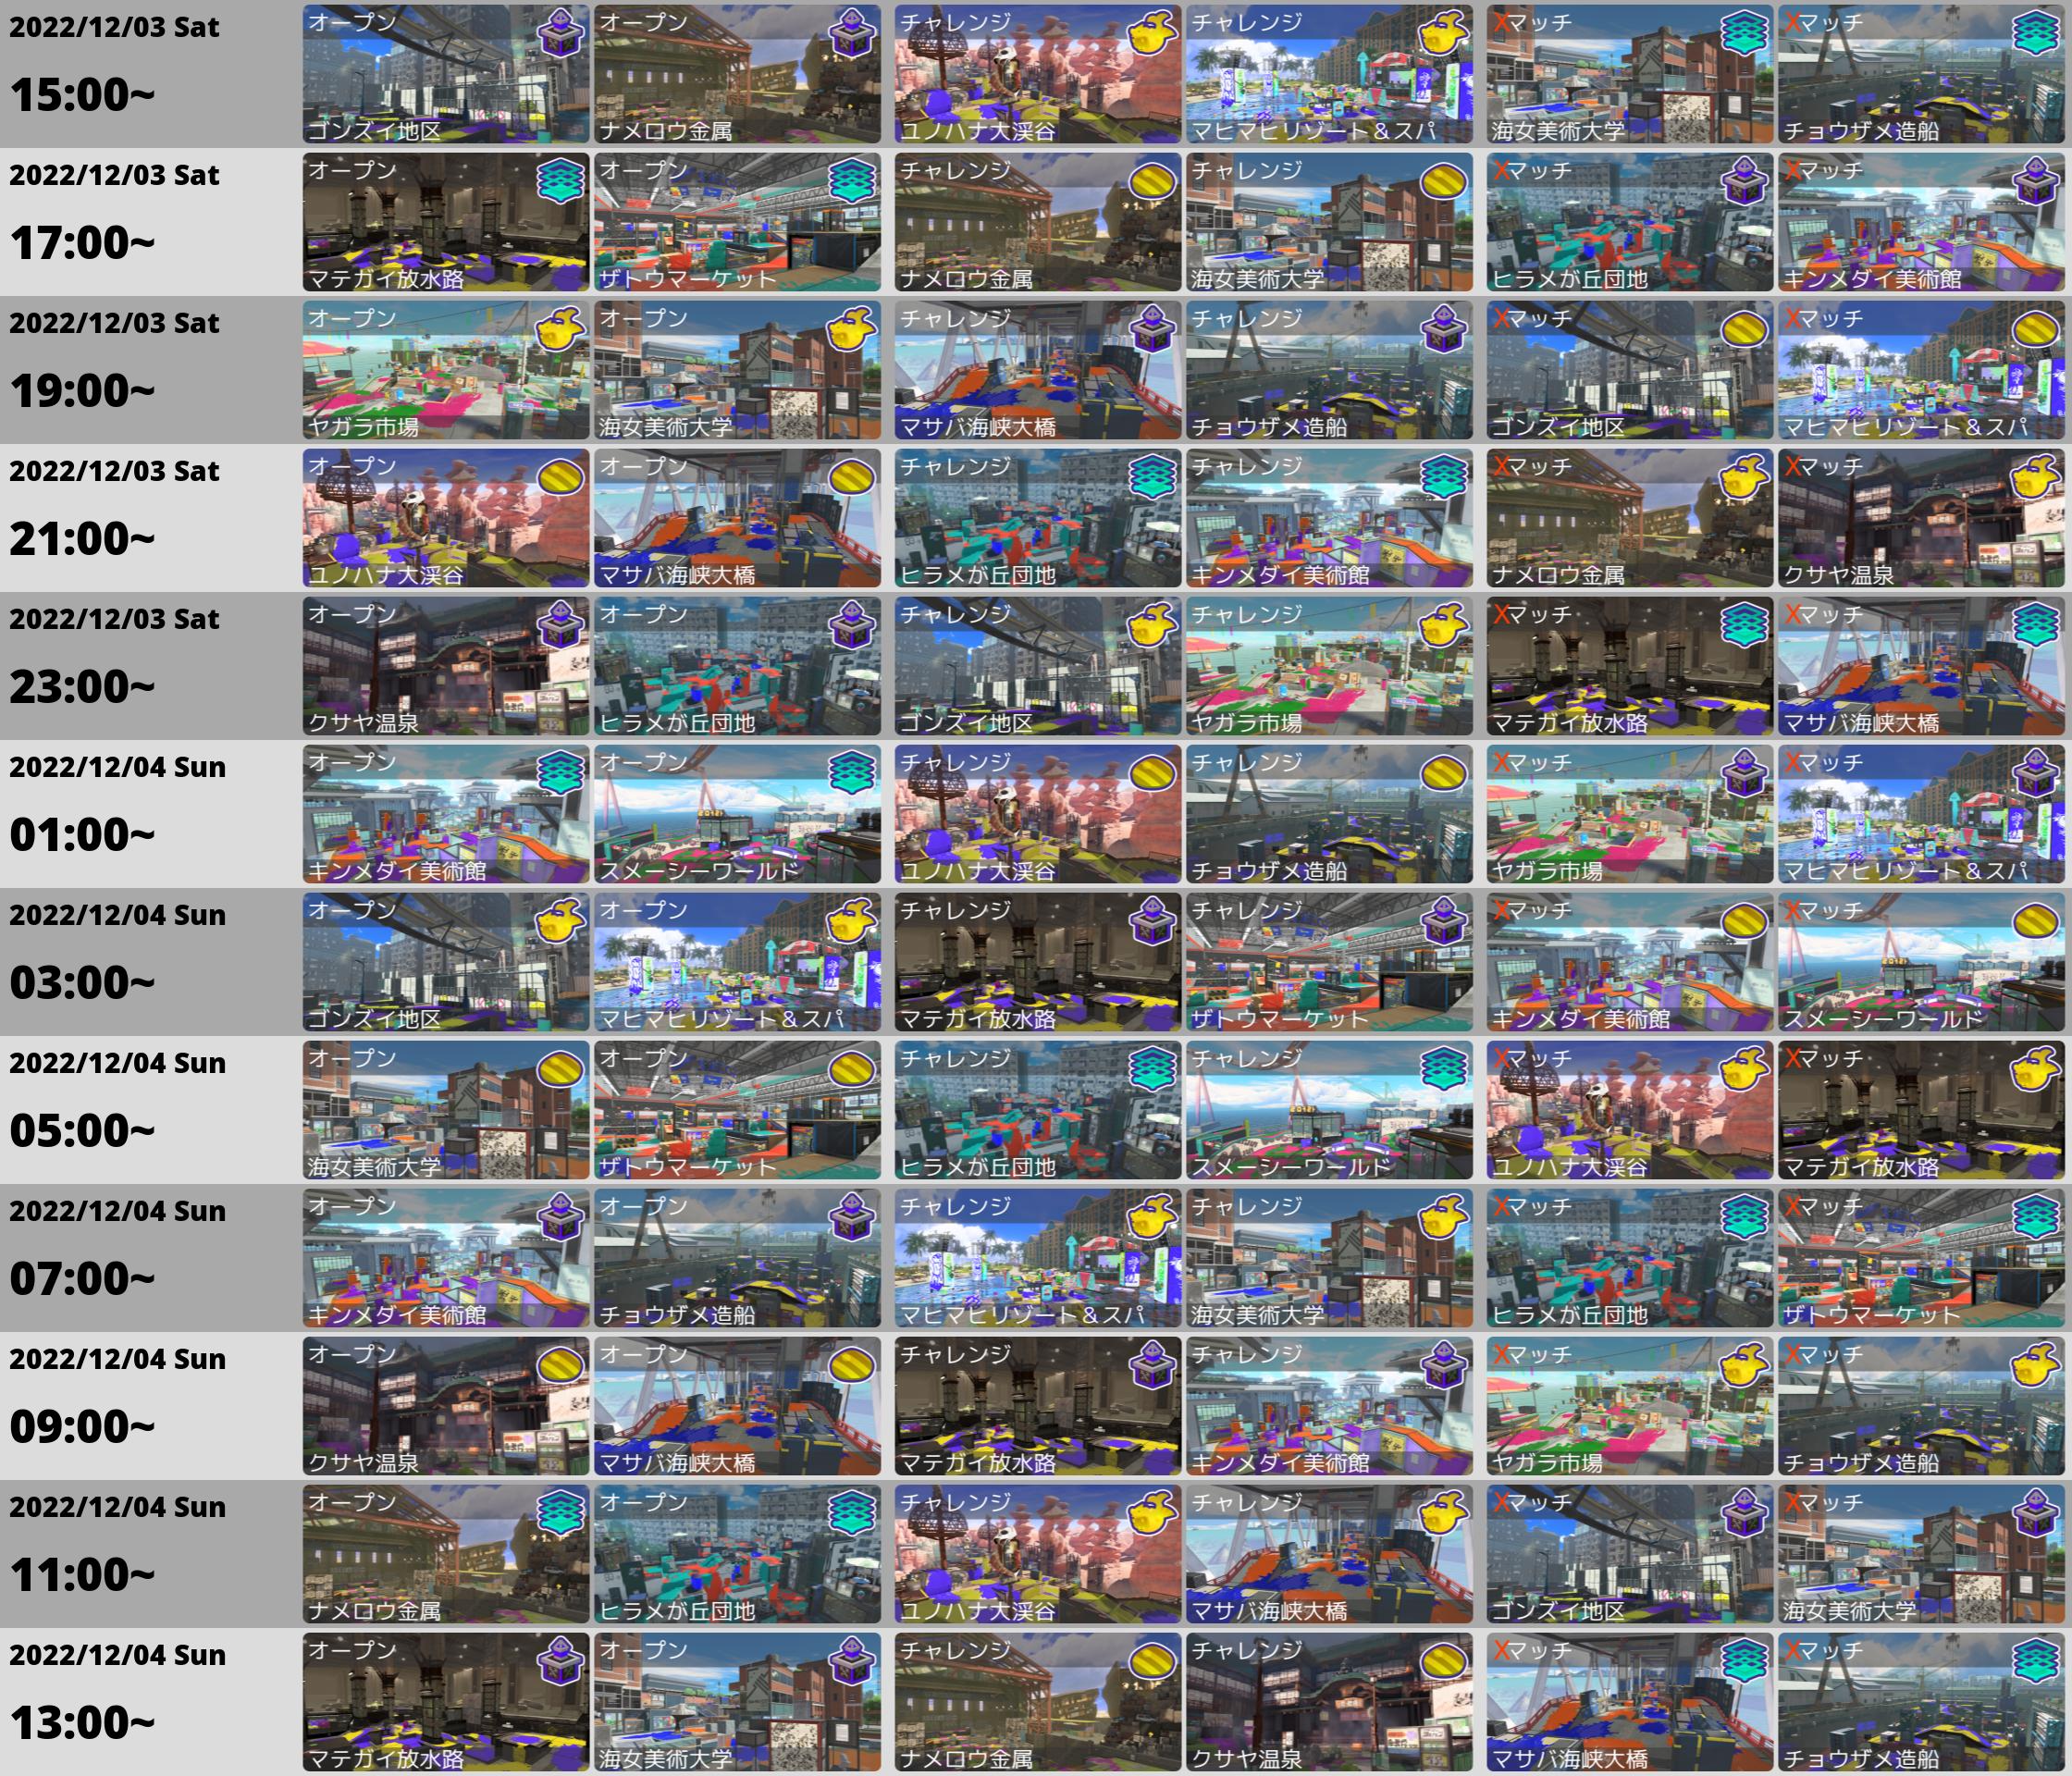 2022/12/03 Sat
15:00~
オープン
ゴンズイ地区
オープン
ナメロウ金属
チャレンジ
ユノハナ大渓谷
チャレンジ
マヒマヒリゾート＆スパ
Xマッチ
海女美術大学
Xマッチ
チョウザメ造船
2022/12/03 Sat
17:00~
オープン
マテガイ放水路
オープン
ザトウマーケット
チャレンジ
ナメロウ金属
チャレンジ
海女美術大学
Xマッチ
ヒラメが丘団地
Xマッチ
キンメダイ美術館
2022/12/03 Sat
19:00~
オープン
ヤガラ市場
オープン
海女美術大学
チャレンジ
マサバ海峡大橋
チャレンジ
チョウザメ造船
Xマッチ
ゴンズイ地区
Xマッチ
マヒマヒリゾート＆スパ
2022/12/03 Sat
21:00~
オープン
ユノハナ大渓谷
オープン
マサバ海峡大橋
チャレンジ
ヒラメが丘団地
チャレンジ
キンメダイ美術館
Xマッチ
ナメロウ金属
Xマッチ
クサヤ温泉
2022/12/03 Sat
23:00~
オープン
クサヤ温泉
オープン
ヒラメが丘団地
チャレンジ
ゴンズイ地区
チャレンジ
ヤガラ市場
Xマッチ
マテガイ放水路
Xマッチ
マサバ海峡大橋
2022/12/04 Sun
01:00~
オープン
キンメダイ美術館
オープン
スメーシーワールド
チャレンジ
ユノハナ大渓谷
チャレンジ
チョウザメ造船
Xマッチ
ヤガラ市場
Xマッチ
マヒマヒリゾート＆スパ
2022/12/04 Sun
03:00~
オープン
ゴンズイ地区
オープン
マヒマヒリゾート＆スパ
チャレンジ
マテガイ放水路
チャレンジ
ザトウマーケット
Xマッチ
キンメダイ美術館
Xマッチ
スメーシーワールド
2022/12/04 Sun
05:00~
オープン
海女美術大学
オープン
ザトウマーケット
チャレンジ
ヒラメが丘団地
チャレンジ
スメーシーワールド
Xマッチ
ユノハナ大渓谷
Xマッチ
マテガイ放水路
2022/12/04 Sun
07:00~
オープン
キンメダイ美術館
オープン
チョウザメ造船
チャレンジ
マヒマヒリゾート＆スパ
チャレンジ
海女美術大学
Xマッチ
ヒラメが丘団地
Xマッチ
ザトウマーケット
2022/12/04 Sun
09:00~
オープン
クサヤ温泉
オープン
マサバ海峡大橋
チャレンジ
マテガイ放水路
チャレンジ
キンメダイ美術館
Xマッチ
ヤガラ市場
Xマッチ
チョウザメ造船
2022/12/04 Sun
11:00~
オープン
ナメロウ金属
オープン
ヒラメが丘団地
チャレンジ
ユノハナ大渓谷
チャレンジ
マサバ海峡大橋
Xマッチ
ゴンズイ地区
Xマッチ
海女美術大学
2022/12/04 Sun
13:00~
オープン
マテガイ放水路
オープン
海女美術大学
チャレンジ
ナメロウ金属
チャレンジ
クサヤ温泉
Xマッチ
マサバ海峡大橋
Xマッチ
チョウザメ造船